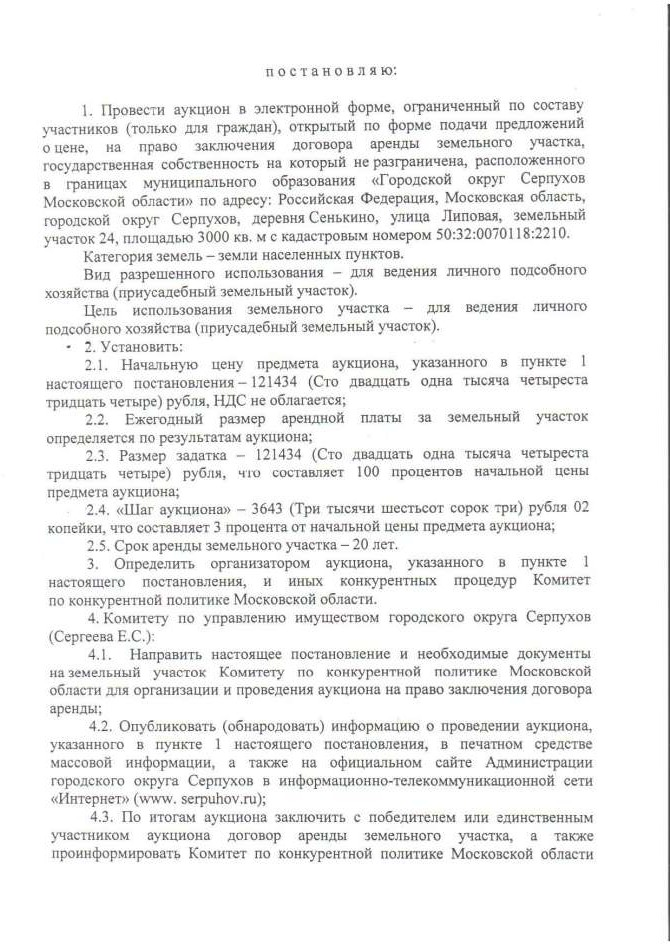 постановляю:
1. Провести аукцион в электронной форме, ограниченный по составу
участников (только для граждан), открытый по форме подачи предложений
о цене, на право заключения договора аренды земельного участка,
государственная собственность на который не разграничена, расположенного
в границах муниципального образования «Городской округ Серпухов
Московской области» по адресу: Российская Федерация, Московская область,
городской округ Серпухов, деревня Сенькино, улица Липовая, земельный
участок 24, площадью 3000 кв. м с кадастровым номером 50:32:0070118:2210.
Категория земель – земли населенных пунктов.
Вид разрешенного использования – для ведения личного подсобного
хозяйства (приусадебный земельный участок).
Цель использования земельного участка – для ведения личного
подсобного хозяйства (приусадебный земельный участок).
2. Установить:
2.1. Начальную цену предмета аукциона, указанного в пункте 1
настоящего постановления – 121434 (Сто двадцать одна тысяча четыреста
тридцать четыре) рубля, НДС не облагается;
2.2. Ежегодный размер арендной платы за земельный участок
определяется по результатам аукциона;
2.3. Размер задатка – 121434 (Сто двадцать одна тысяча четыреста
тридцать четыре) рубля, что составляет 100 процентов начальной цены
предмета аукциона;
2.4. «Шаг аукциона» – 3643 (Три тысячи шестьсот сорок три) рубля 02
копейки, что составляет 3 процента от начальной цены предмета аукциона;
2.5. Срок аренды земельного участка – 20 лет.
3. Определить организатором аукциона, указанного в пункте 1
настоящего постановления, и иных конкурентных процедур Комитет
по конкурентной политике Московской области.
4. Комитету по управлению имуществом городского округа Серпухов
(Сергеева Е.С.):
4.1. Направить настоящее постановление и необходимые документы
на земельный участок Комитету по конкурентной политике Московской
области для организации и проведения аукциона на право заключения договора
аренды;
4.2. Опубликовать (обнародовать) информацию о проведении аукциона,
указанного в пункте 1 настоящего постановления, в печатном средстве
массовой информации, а также на официальном сайте Администрации
городского округа Серпухов в информационно-телекоммуникационной сети
«Интернет» (www. serpuhov.ru);
4.3. По итогам аукциона заключить с победителем или единственным
участником аукциона договор аренды земельного участка, а также
проинформировать Комитет по конкурентной политике Московской области